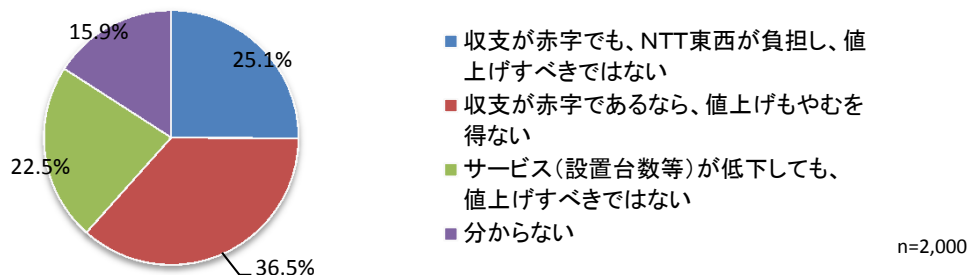 15.9%
25.1%
22.5%
36.5%
収支が赤字でも、NTT東西が負担し、値
上げすべきではない
収支が赤字であるなら、値上げもやむを
得ない
サービス(設置台数等)が低下しても、
値上げすべきではない
分からない
n=2,000